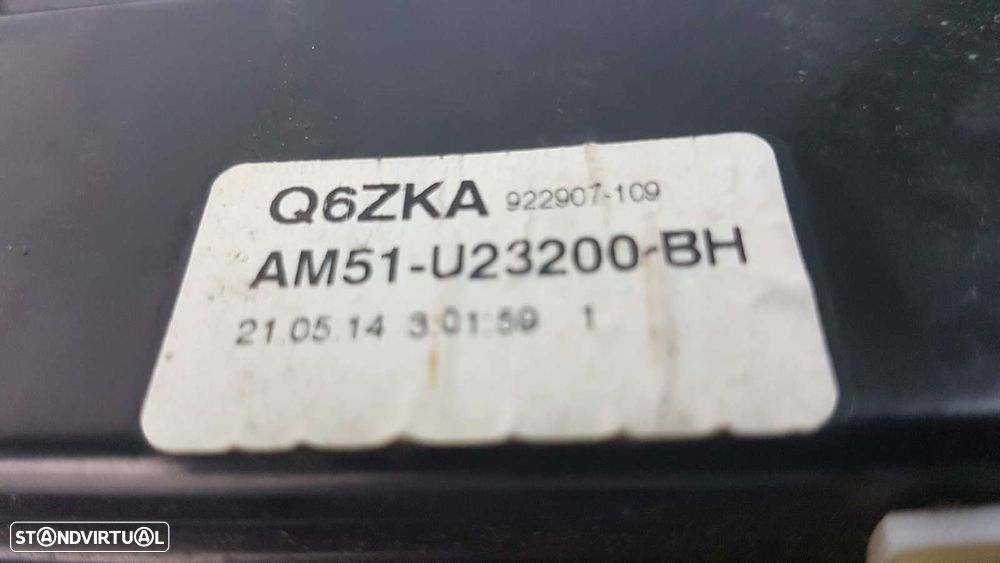 Q6ZKA 922907-109
AM51-U23200-BH
21.05.14 3:01:59 1
STANDVIRTUAL